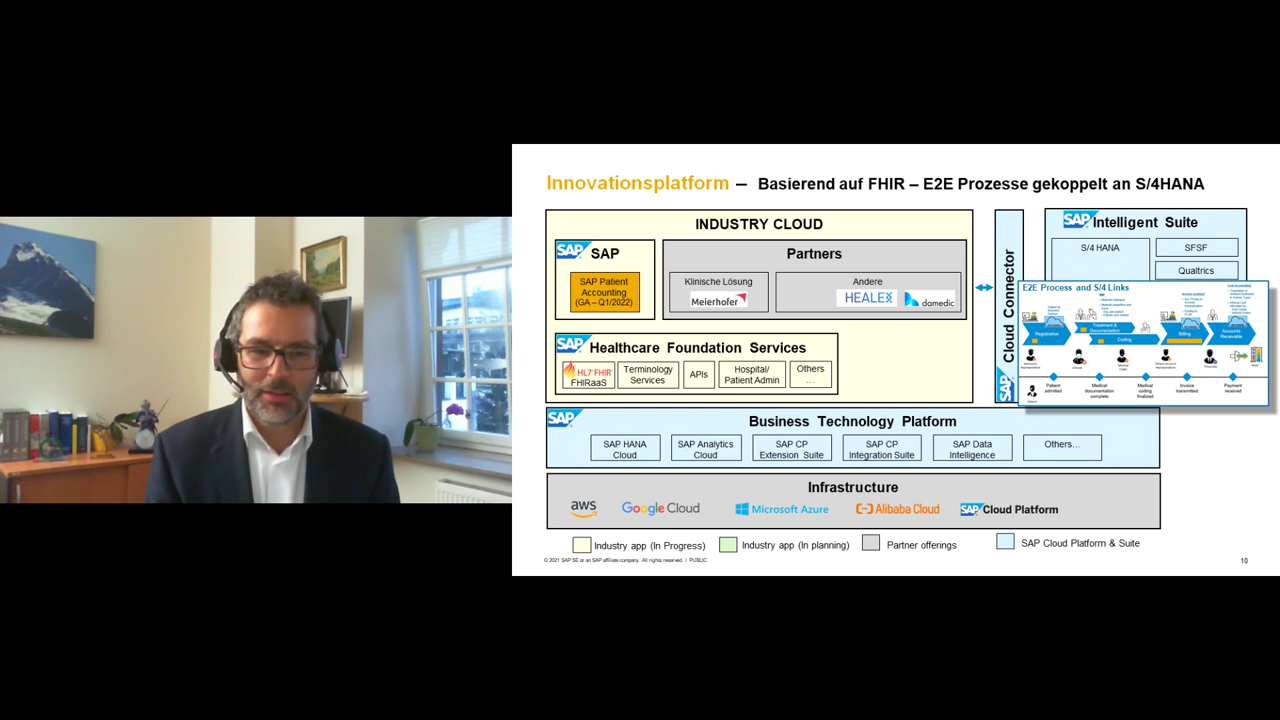 Innovationsplatform – Basierend auf FHIR – E2E Prozesse gekoppelt an S/4HANA
INDUSTRY CLOUD
SAP SAP
SAP Patient
Accounting
(GA – Q1/2022)
Partners
Klinische Lösung
Meierhofer
Andere
HEALEX
damedic
SAP Healthcare Foundation Services
HL7 FHIR
FHIRaaS
Terminology
Services
APIs
Hospital/
Patient Admin
Others
...
Cloud Connector
SAP
SAP Intelligent Suite
S/4 HANA
SFSF
Qualtrics
E2E Process and S/4 Links
Registration
Treatment &
Documentation
Coding
Billing
Accounts
Receivable
Patient
admitted
Medical
documentation
complete
Medical
coding
finalized
Invoice
transmitted
Payment
received
SAP Business Technology Platform
SAP HANA
Cloud
SAP Analytics
Cloud
SAP CP
Extension Suite
SAP CP
Integration Suite
SAP Data
Intelligence
Others...
Infrastructure
aws
Google Cloud
Microsoft Azure
Alibaba Cloud
SAP Cloud Platform
Industry app (In Progress)
Industry app (In planning)
Partner offerings
SAP Cloud Platform & Suite
© 2021 SAP SE or an SAP affiliate company. All rights reserved. I PUBLIC
10